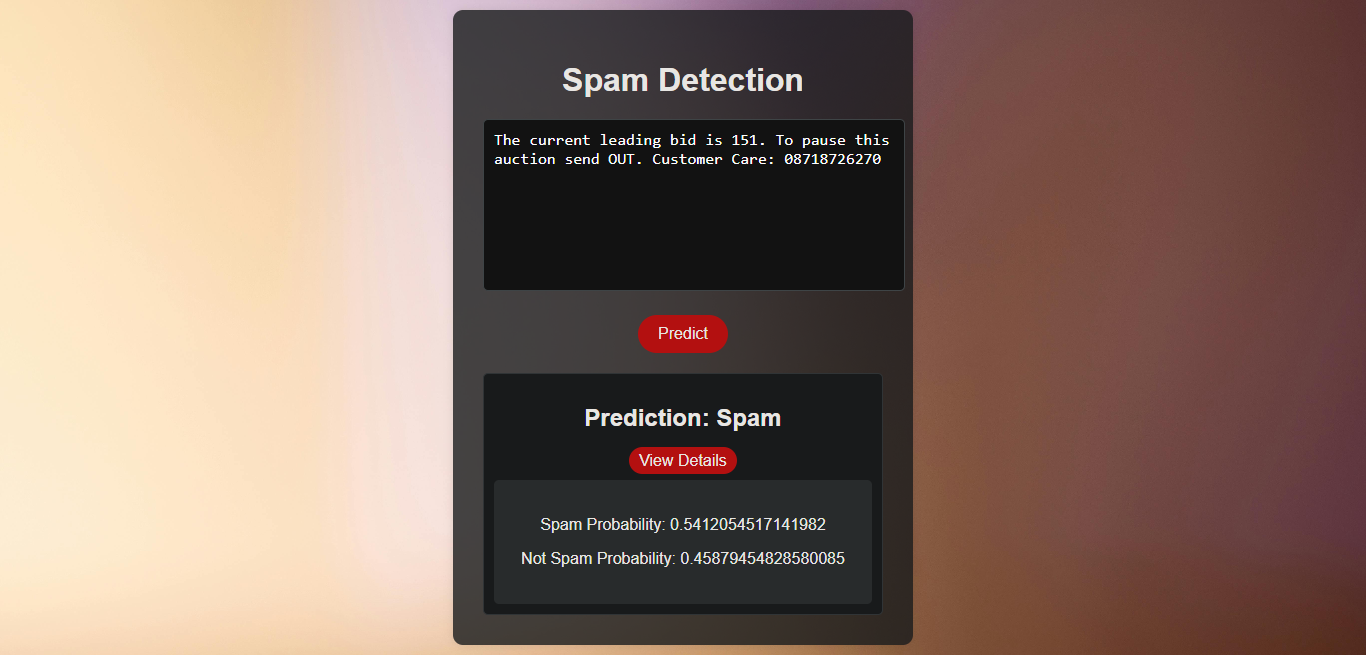 Spam Detection
The current leading bid is 151. To pause this
auction send OUT. Customer Care: 08718726270
Predict
Prediction: Spam
View Details
Spam Probability: 0.5412054517141982
Not Spam Probability: 0.45879454828580085